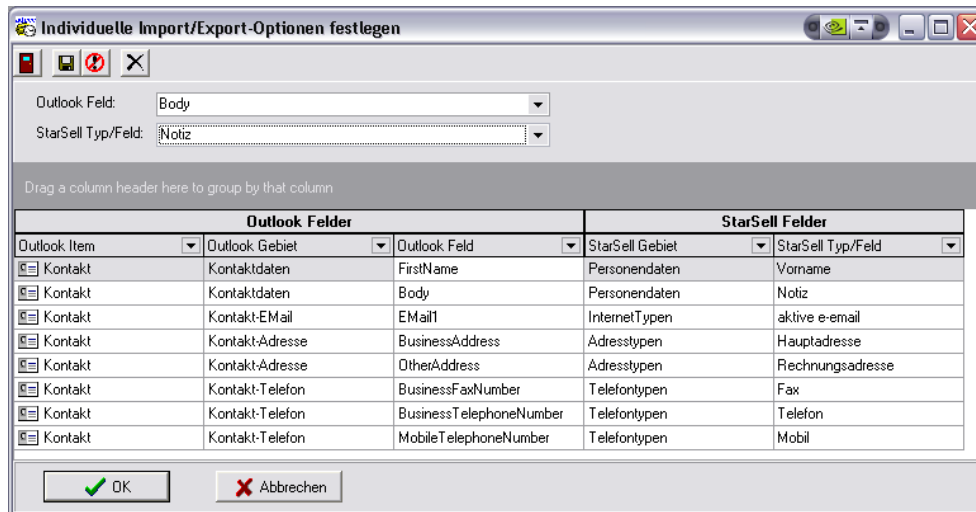 Individuelle Import/Export-Optionen festlegen
Outlook Feld: Body
StarSell Typ/Feld: Notiz
Drag a column header here to group by that column
Outlook Felder StarSell Felder
Outlook Item Outlook Gebiet Outlook Feld StarSell Gebiet StarSell Typ/Feld
Kontakt Kontaktdaten FirstName Personendaten Vorname
Kontakt Kontaktdaten Body Personendaten Notiz
Kontakt Kontakt-EMail EMail1 InternetTypen aktive e-email
Kontakt Kontakt-Adresse BusinessAddress Adresstypen Hauptadresse
Kontakt Kontakt-Adresse OtherAddress Adresstypen Rechnungsadresse
Kontakt Kontakt-Telefon BusinessFaxNumber Telefontypen Fax
Kontakt Kontakt-Telefon BusinessTelephoneNumber Telefontypen Telefon
Kontakt Kontakt-Telefon MobileTelephoneNumber Telefontypen Mobil
OK Abbrechen